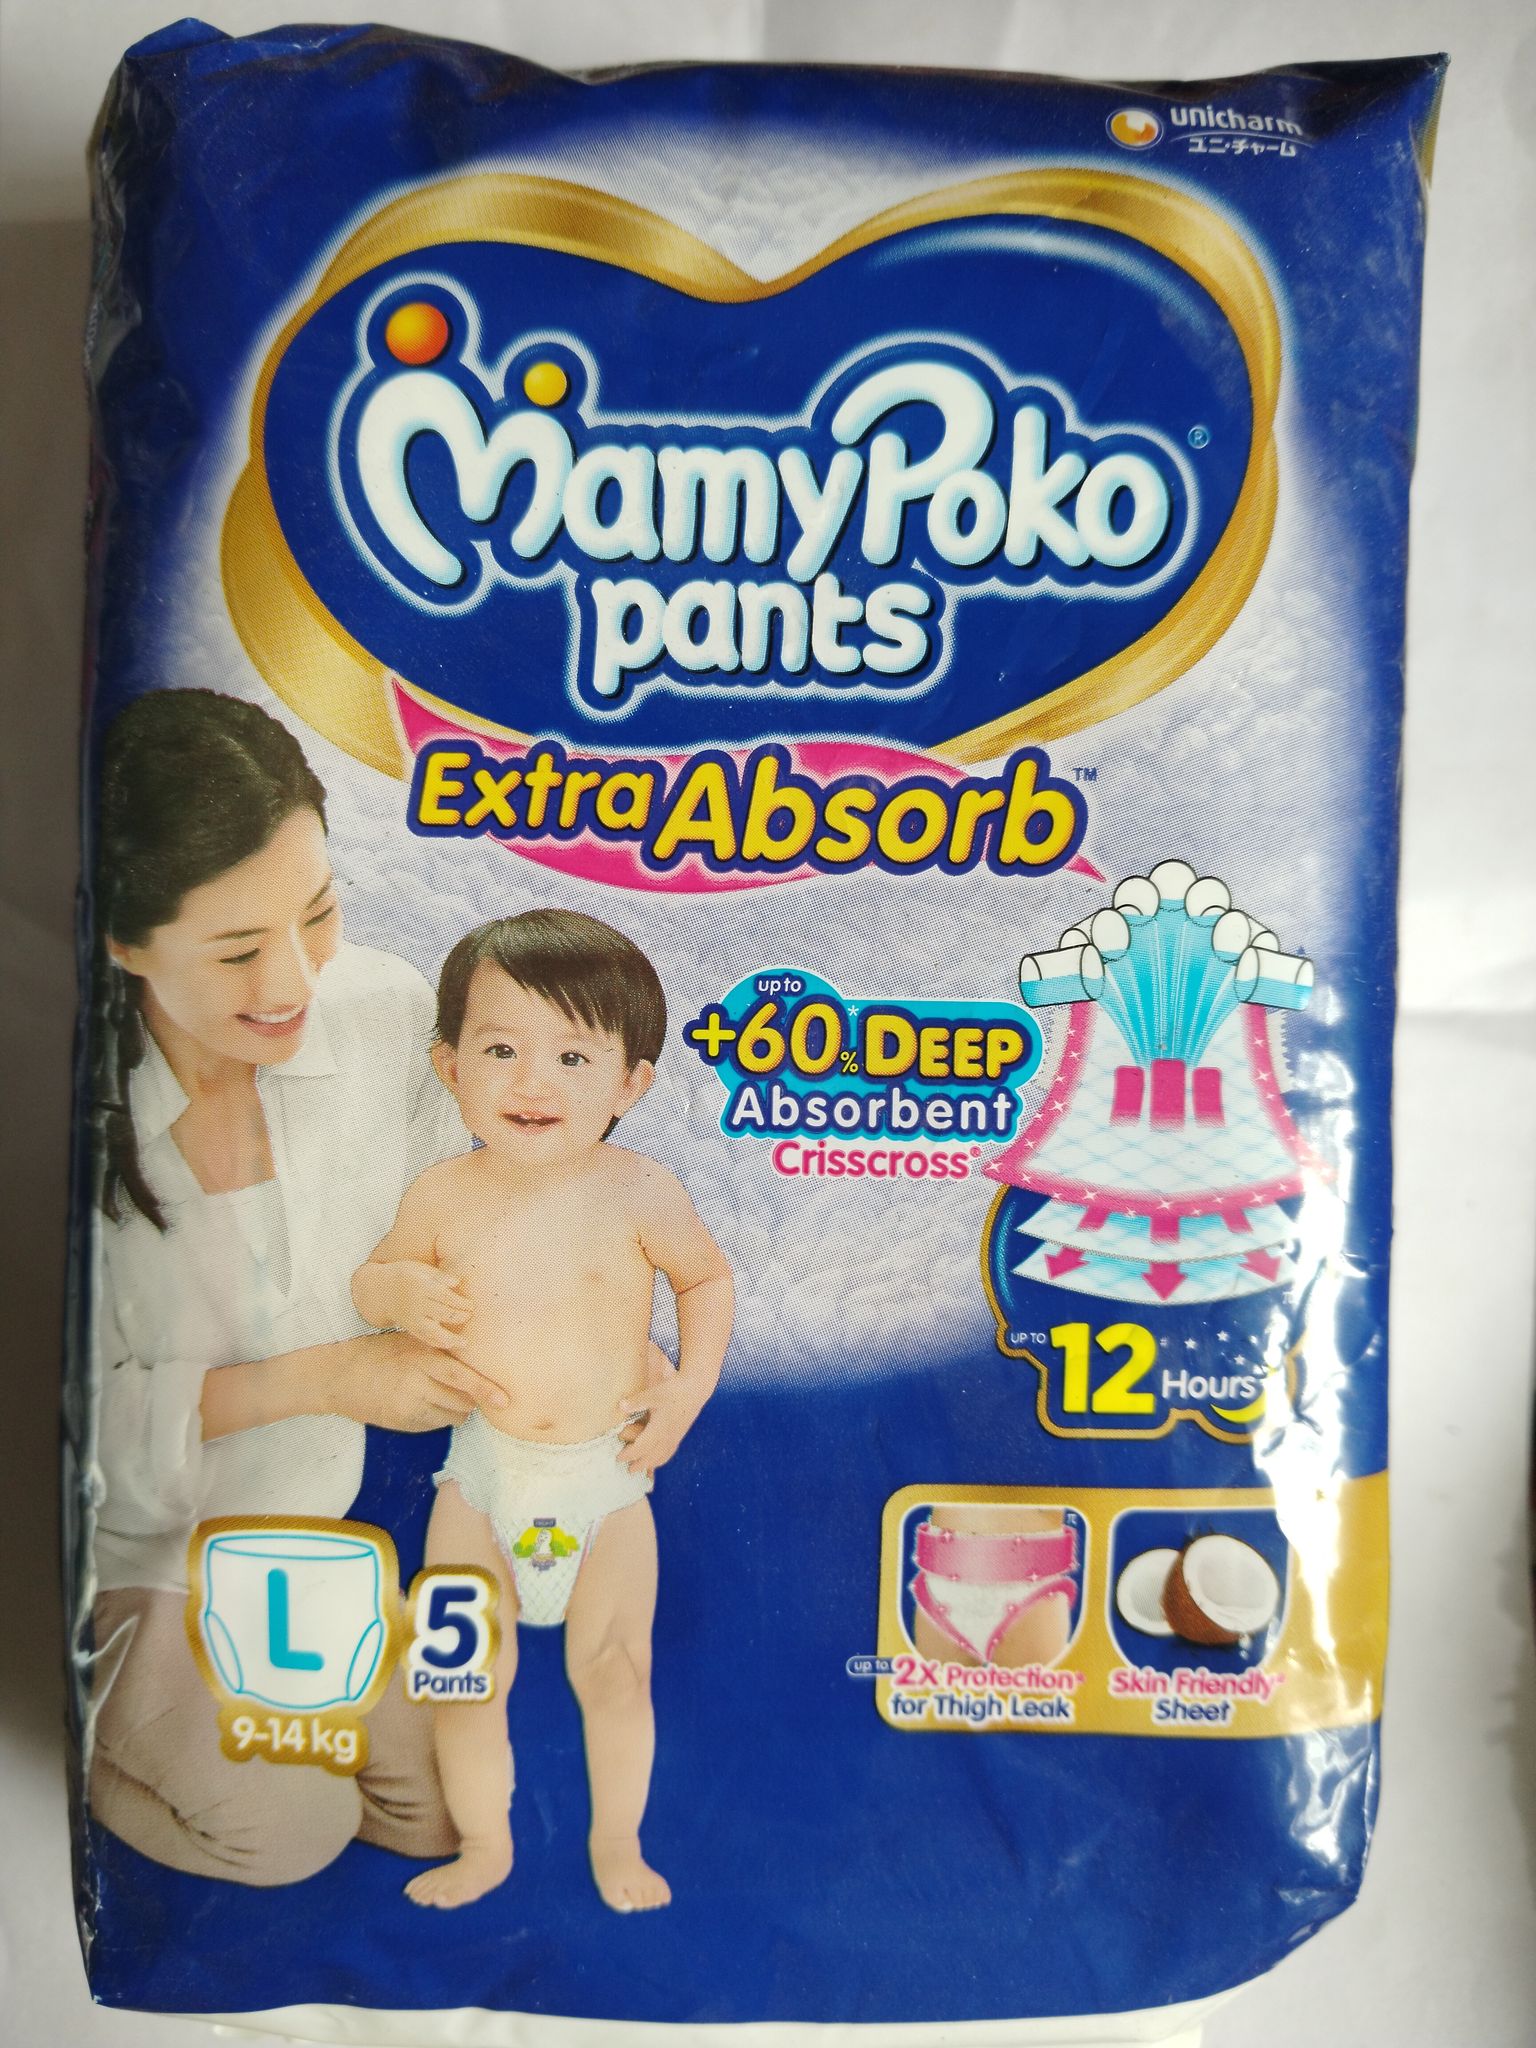 unicharm
ユニ・チャーム
MamyPoko®
pants
Extra Absorb™
up to
+60%* DEEP
Absorbent
Crisscross®
UP TO 12# Hours
L
5
Pants
9-14 kg
up to 2X Protection
for Thigh Leak
Skin Friendly
Sheet